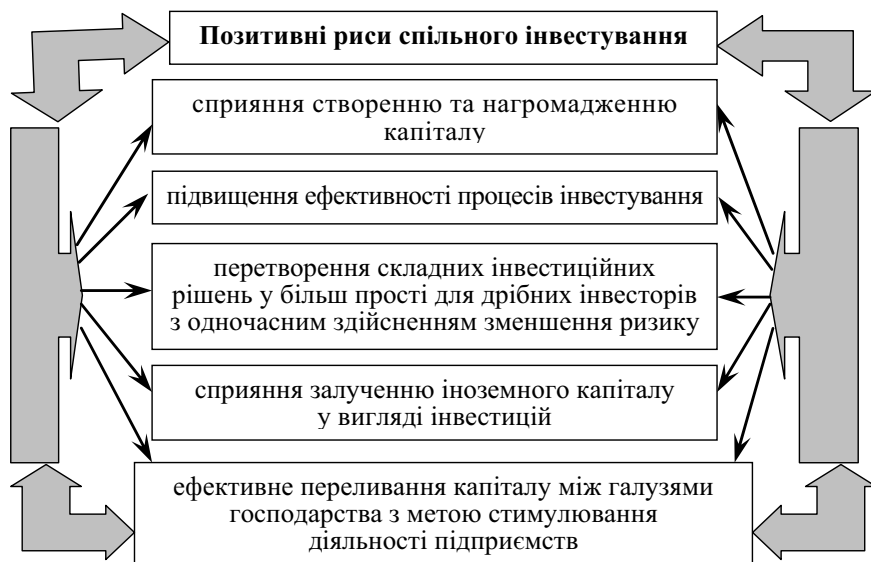 Позитивні риси спільного інвестування
сприяння створенню та нагромадженню
капіталу
підвищення ефективності процесів інвестування
перетворення складних інвестиційних
рішень у більш прості для дрібних інвесторів
з одночасним здійсненням зменшення ризику
сприяння залученню іноземного капіталу
у вигляді інвестицій
ефективне переливання капіталу між галузями
господарства з метою стимулювання
діяльності підприємств